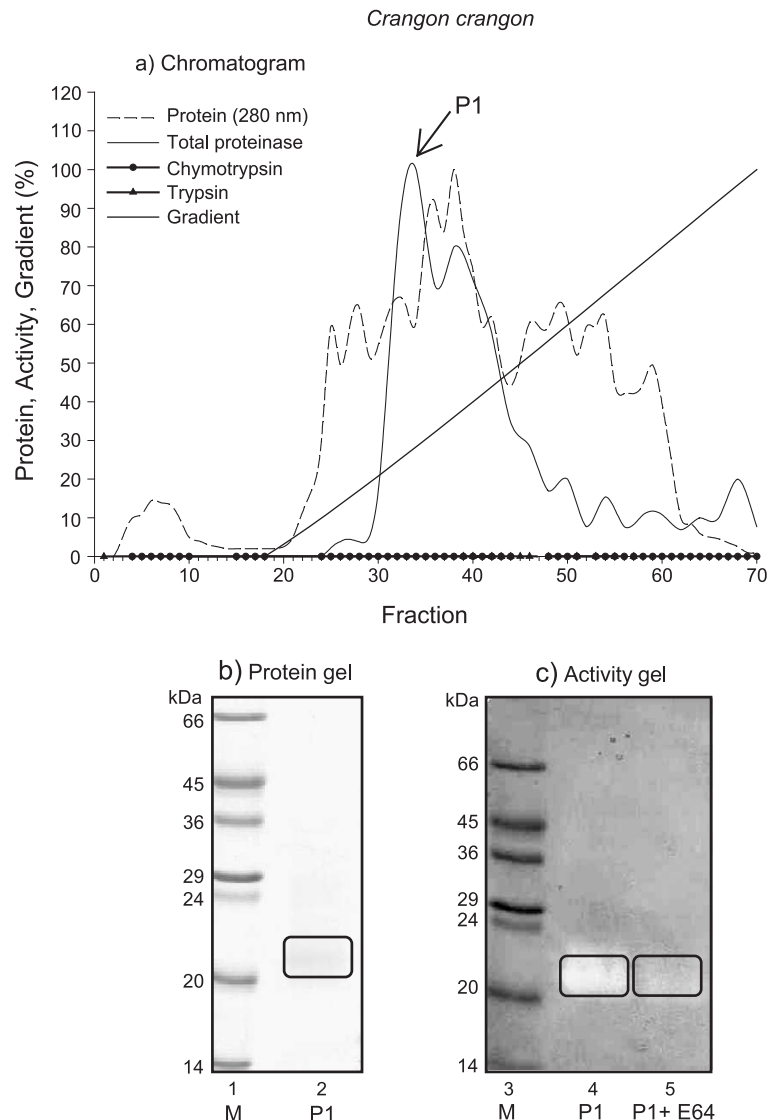 Crangon crangon
a) Chromatogram
P1
Protein (280 nm)
Total proteinase
Chymotrypsin
Trypsin
Gradient
Protein, Activity, Gradient (%)
120
110
100
90
80
70
60
50
40
30
20
10
0
0 10 20 30 40 50 60 70
Fraction
b) Protein gel
kDa
66
45
36
29
24
20
14
1 2
M P1
c) Activity gel
kDa
66
45
36
29
24
20
14
3 4 5
M P1 P1+ E64